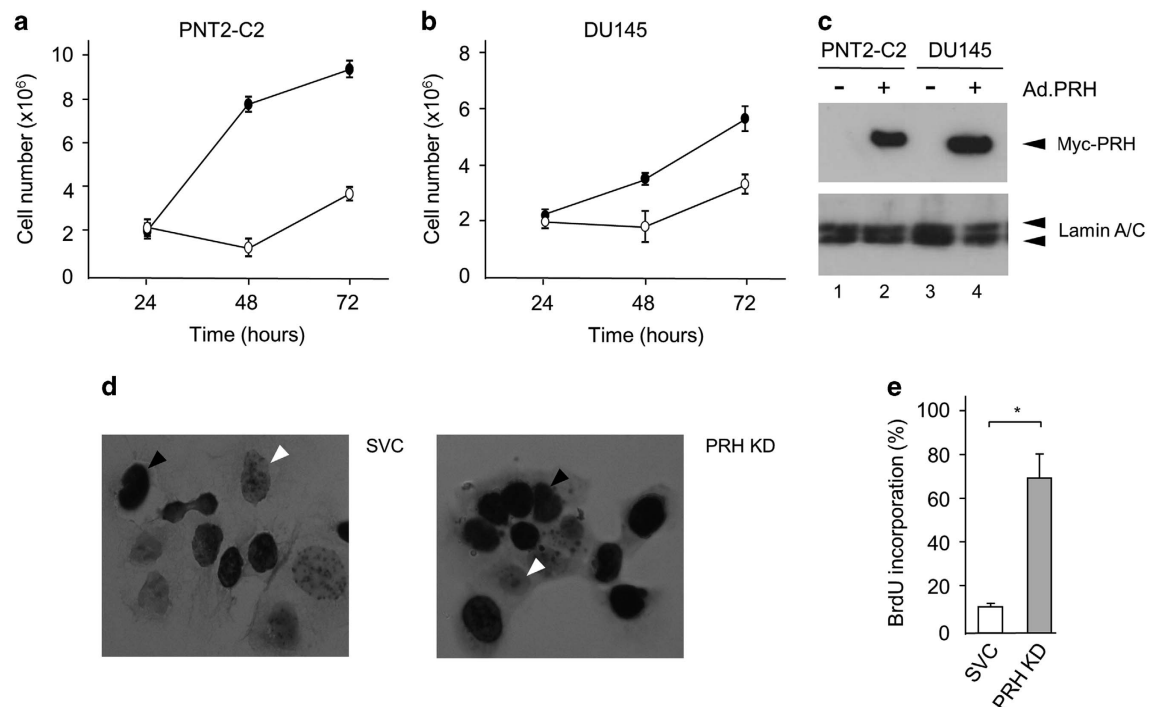 a
PNT2-C2
Cell number (x10⁶)
10
8
6
4
2
0
24 48 72
Time (hours)
b
DU145
Cell number (x10⁶)
8
6
4
2
0
24 48 72
Time (hours)
c
PNT2-C2 DU145
- + - + Ad.PRH
Myc-PRH
Lamin A/C
1 2 3 4
d
SVC
PRH KD
e
BrdU incorporation (%)
100
80
60
40
20
0
*
SVC
PRH KD